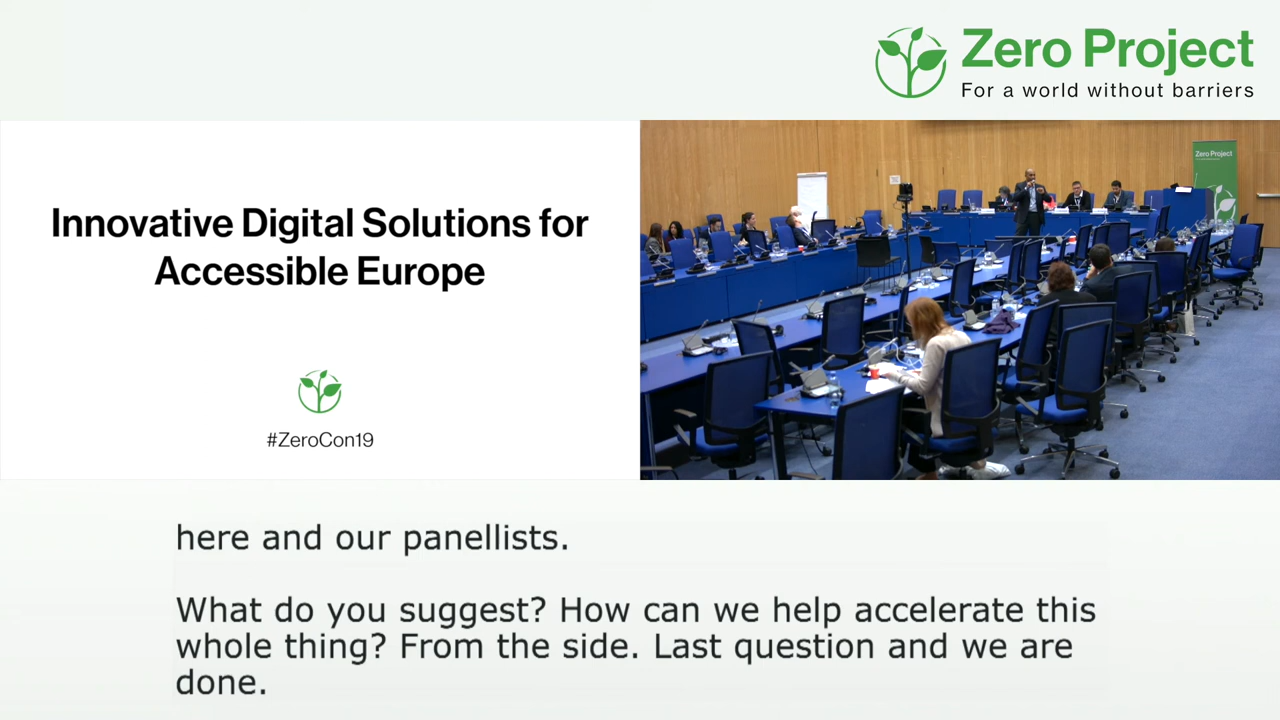 Zero Project
For a world without barriers
Innovative Digital Solutions for
Accessible Europe
#ZeroCon19
Zero Project
here and our panellists.
What do you suggest? How can we help accelerate this
whole thing? From the side. Last question and we are
done.